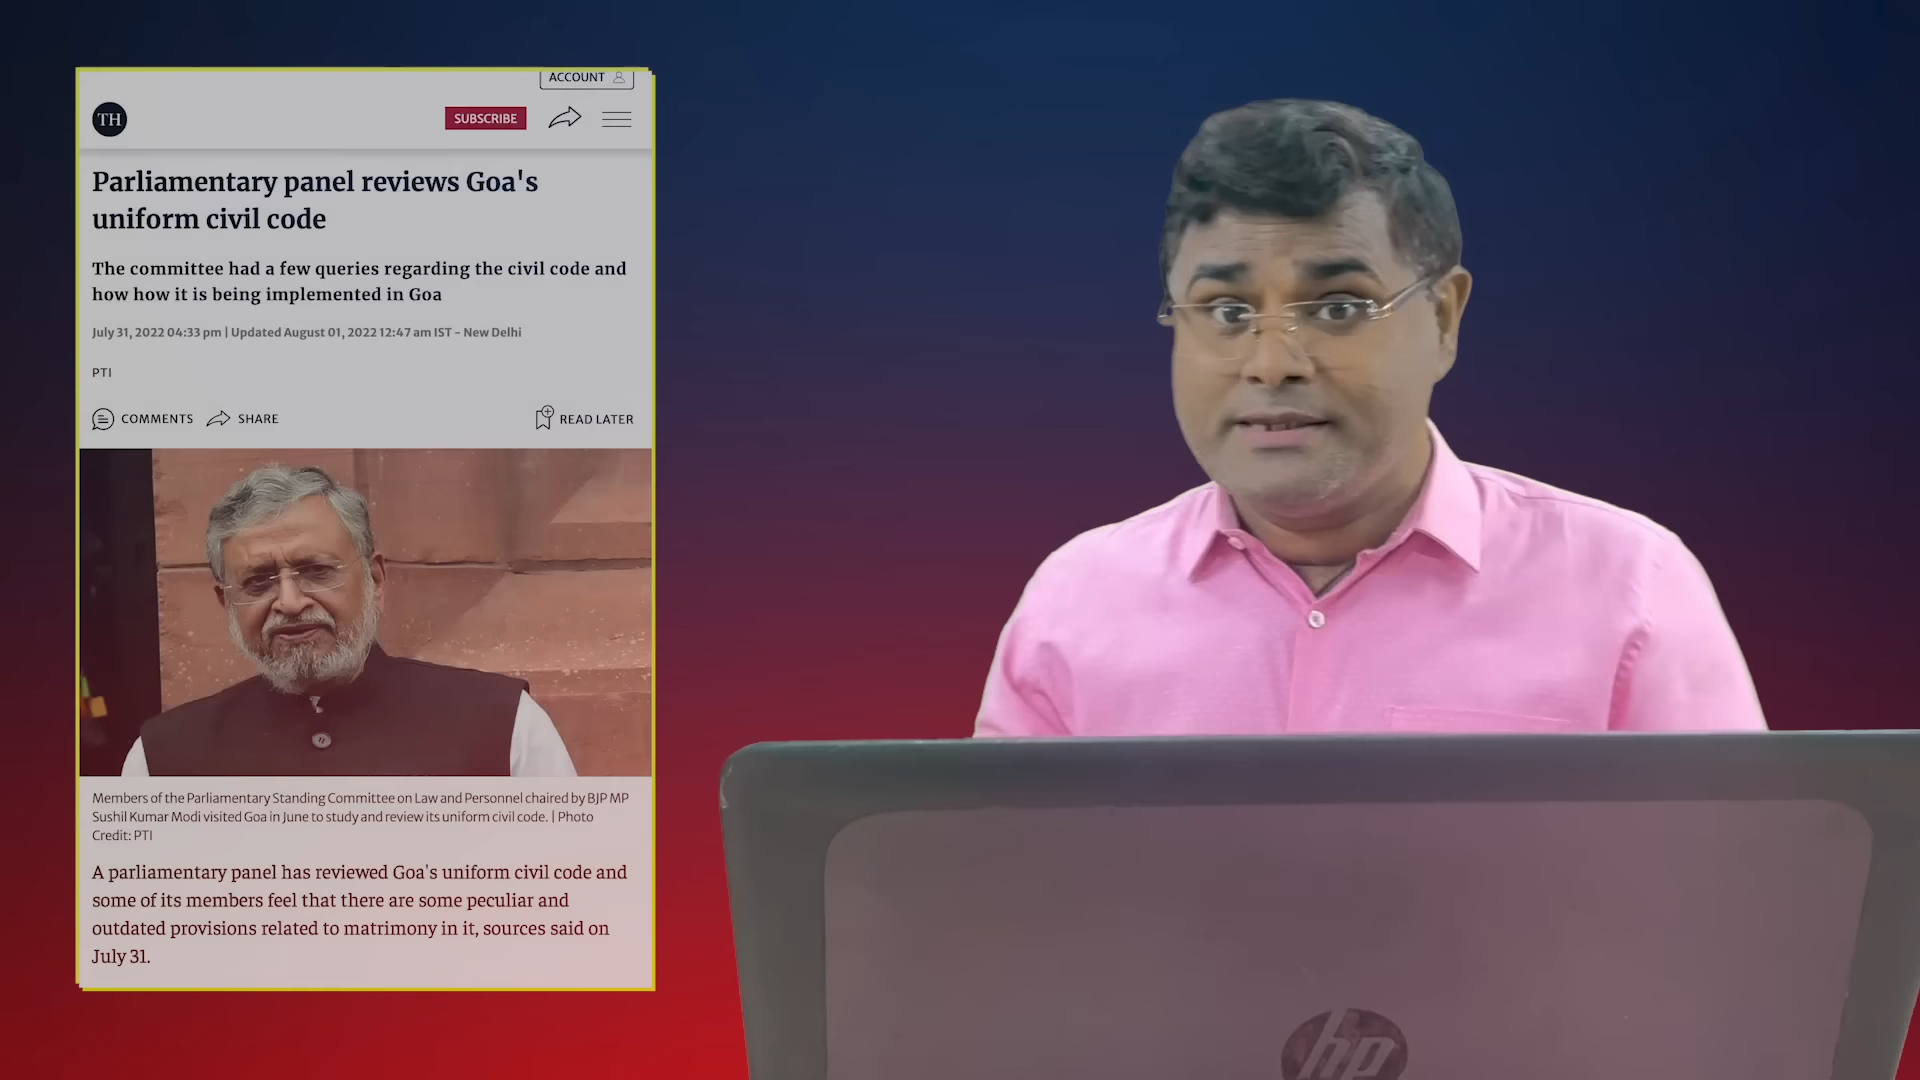 ACCOUNT
TH
SUBSCRIBE
Parliamentary panel reviews Goa's
uniform civil code
The committee had a few queries regarding the civil code and
how how it is being implemented in Goa
July 31, 2022 04:33 pm | Updated August 01, 2022 12:47 am IST - New Delhi
PTI
COMMENTS SHARE READ LATER
Members of the Parliamentary Standing Committee on Law and Personnel chaired by BJP MP
Sushil Kumar Modi visited Goa in June to study and review its uniform civil code. | Photo
Credit: PTI
A parliamentary panel has reviewed Goa's uniform civil code and
some of its members feel that there are some peculiar and
outdated provisions related to matrimony in it, sources said on
July 31.
hp